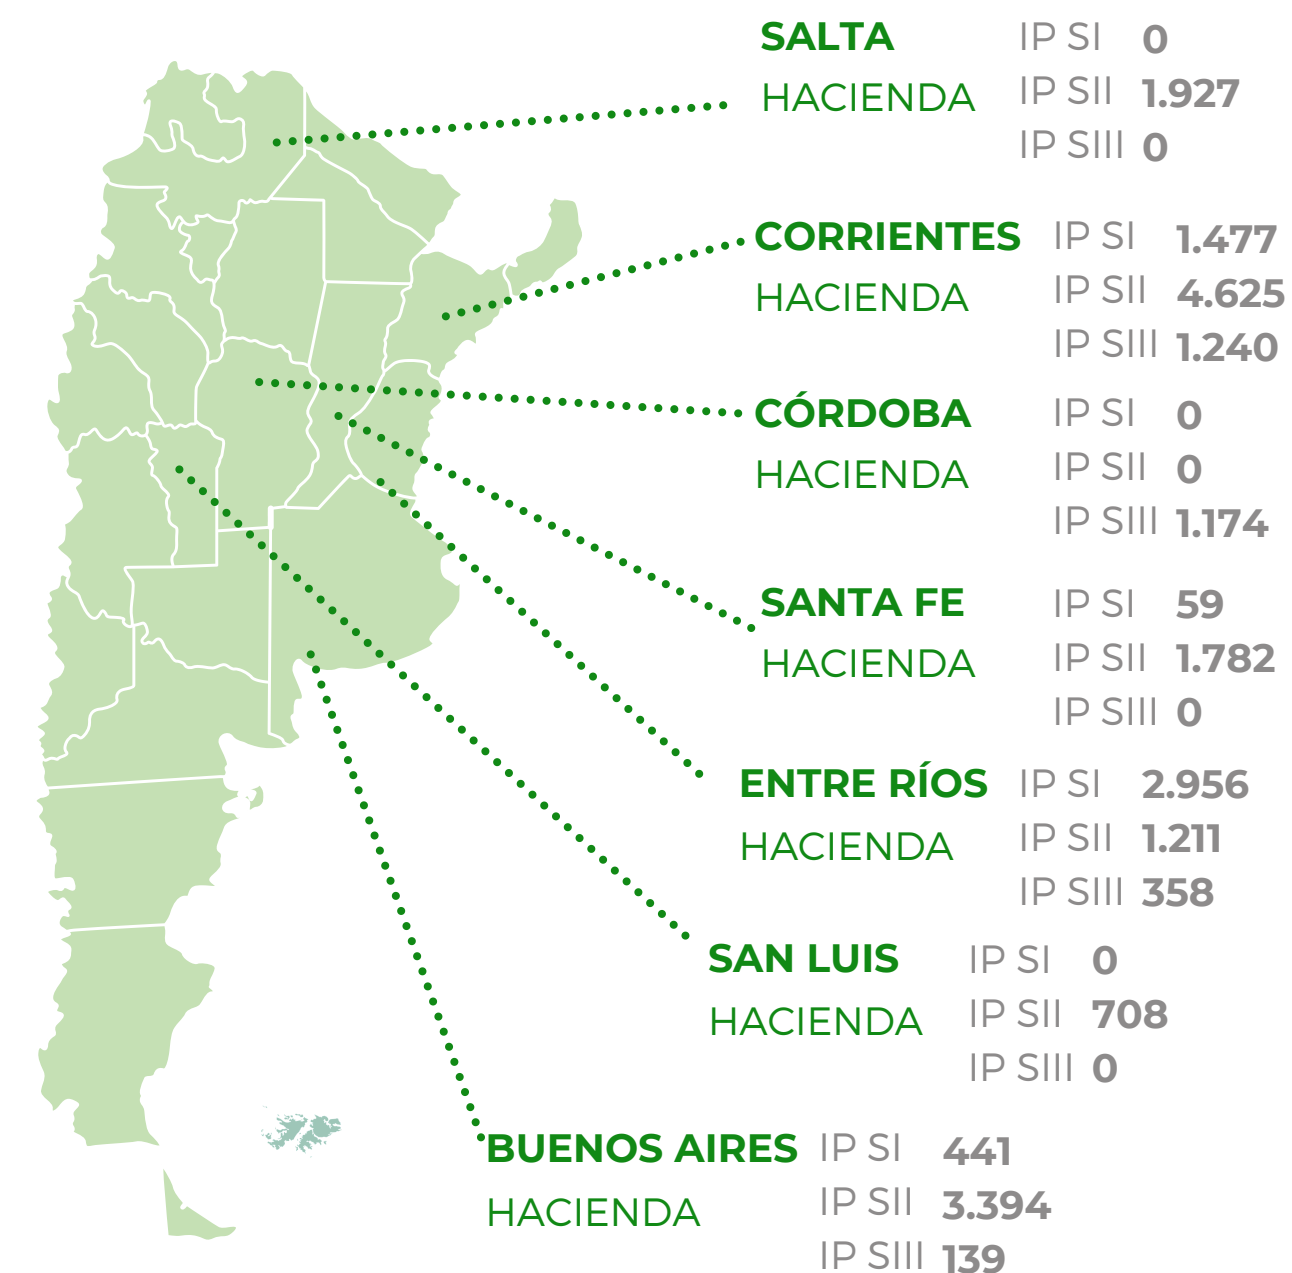 SALTA
HACIENDA
IP SI 0
IP SII 1.927
IP SIII 0
CORRIENTES
HACIENDA
IP SI 1.477
IP SII 4.625
IP SIII 1.240
CÓRDOBA
HACIENDA
IP SI 0
IP SII 0
IP SIII 1.174
SANTA FE
HACIENDA
IP SI 59
IP SII 1.782
IP SIII 0
ENTRE RÍOS
HACIENDA
IP SI 2.956
IP SII 1.211
IP SIII 358
SAN LUIS
HACIENDA
IP SI 0
IP SII 708
IP SIII 0
BUENOS AIRES
HACIENDA
IP SI 441
IP SII 3.394
IP SIII 139